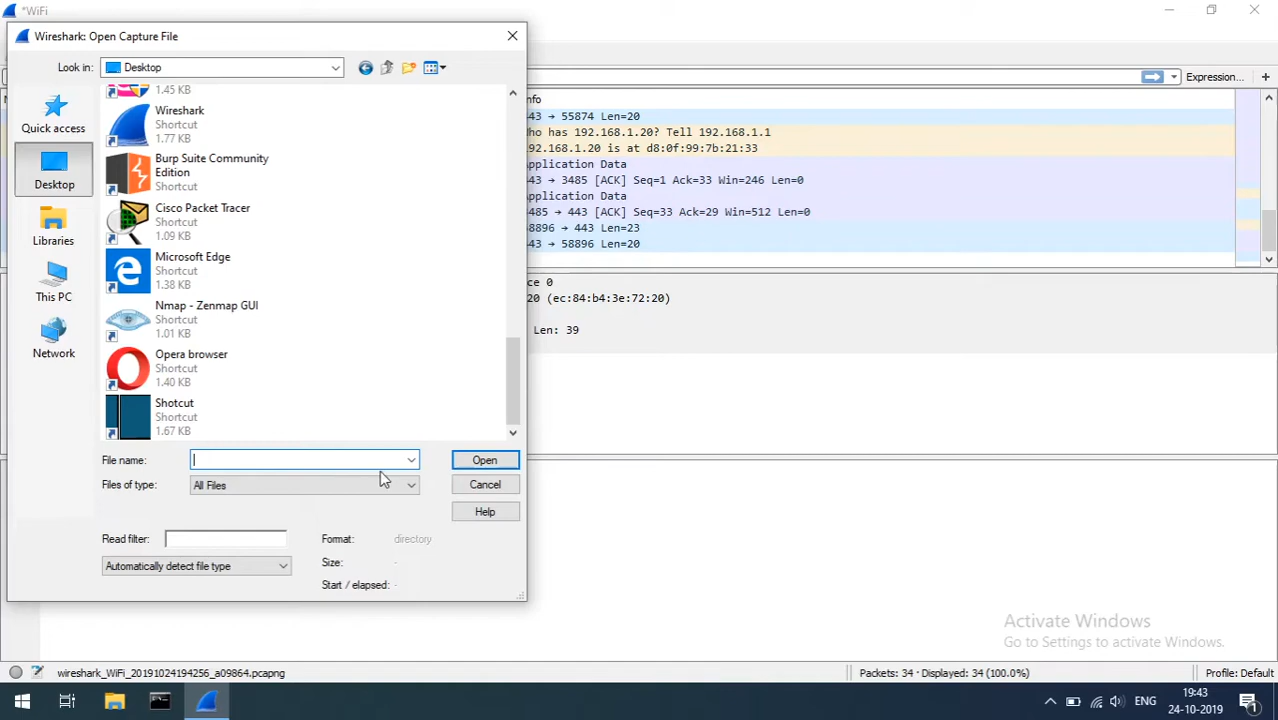 *WiFi
Wireshark: Open Capture File
Look in:
Desktop
Expression...
+
Quick access
Desktop
Libraries
This PC
Network
1.45 KB
Wireshark
Shortcut
1.77 KB
Burp Suite Community
Edition
Shortcut
Cisco Packet Tracer
Shortcut
1.09 KB
Microsoft Edge
Shortcut
1.38 KB
Nmap - Zenmap GUI
Shortcut
1.01 KB
Opera browser
Shortcut
1.40 KB
Shotcut
Shortcut
1.67 KB
File name:
Open
Files of type:
All Files
Cancel
Help
Read filter:
Automatically detect file type
Format:
directory
Size:
-
Start / elapsed:
-
nfo
443 → 55874 Len=20
ho has 192.168.1.20? Tell 192.168.1.1
92.168.1.20 is at d8:0f:99:7b:21:33
Application Data
443 → 3485 [ACK] Seq=1 Ack=33 Win=246 Len=0
Application Data
485 → 443 [ACK] Seq=33 Ack=29 Win=512 Len=0
8896 → 443 Len=23
443 → 58896 Len=20
ce 0
20 (ec:84:b4:3e:72:20)
Len: 39
Activate Windows
Go to Settings to activate Windows.
wireshark_WiFi_20191024194256_a09864.pcapng
Packets: 34 · Displayed: 34 (100.0%)
Profile: Default
ENG
19:43
24-10-2019
1